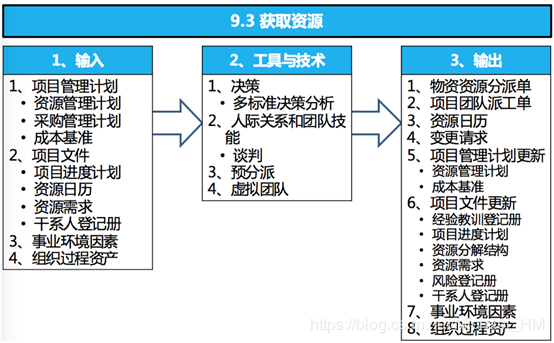 9.3 获取资源
1、输入
1、项目管理计划
• 资源管理计划
• 采购管理计划
• 成本基准
2、项目文件
• 项目进度计划
• 资源日历
• 资源需求
• 干系人登记册
3、事业环境因素
4、组织过程资产
2、工具与技术
1、决策
• 多标准决策分析
2、人际关系和团队技
能
• 谈判
3、预分派
4、虚拟团队
3、输出
1、物资资源分派单
2、项目团队派工单
3、资源日历
4、变更请求
5、项目管理计划更新
• 资源管理计划
• 成本基准
6、项目文件更新
• 经验教训登记册
• 项目进度计划
• 资源分解结构
• 资源需求
• 风险登记册
• 干系人登记册
7、事业环境因素
8、组织过程资产